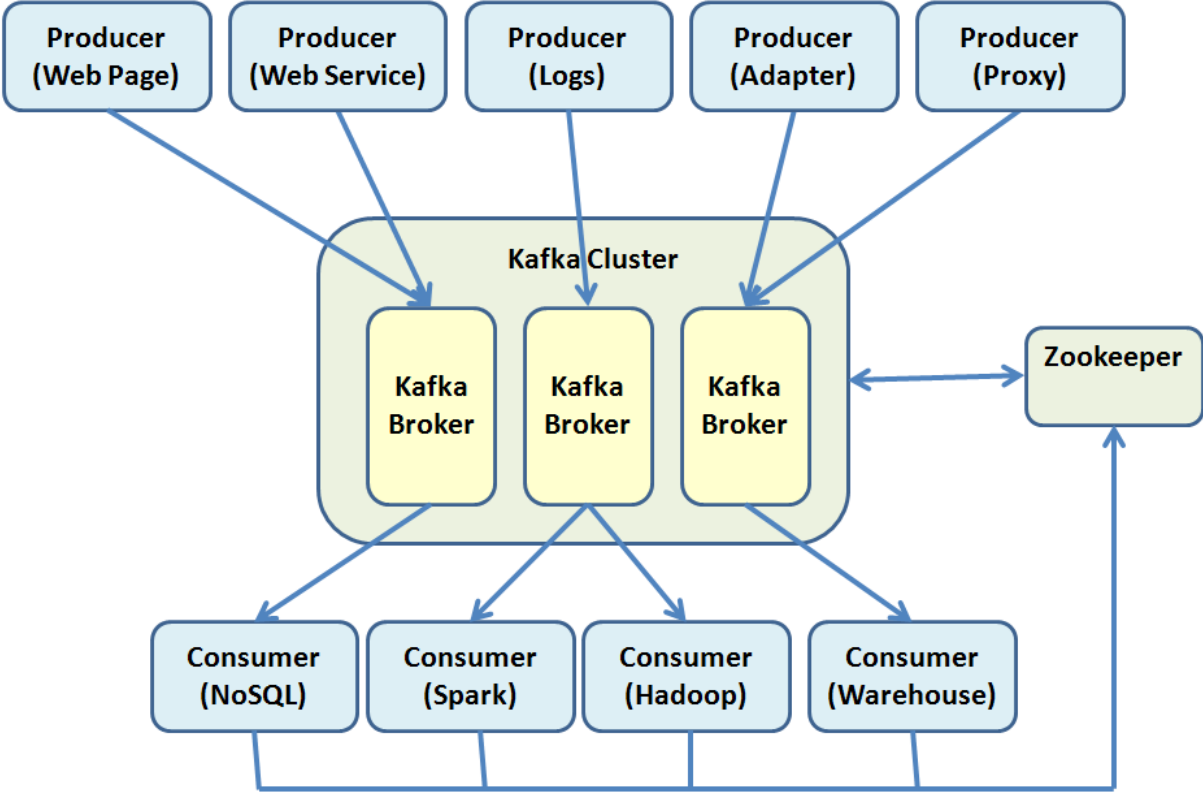 Producer
(Web Page)
Producer
(Web Service)
Producer
(Logs)
Producer
(Adapter)
Producer
(Proxy)
Kafka Cluster
Kafka
Broker
Kafka
Broker
Kafka
Broker
Zookeeper
Consumer
(NoSQL)
Consumer
(Spark)
Consumer
(Hadoop)
Consumer
(Warehouse)